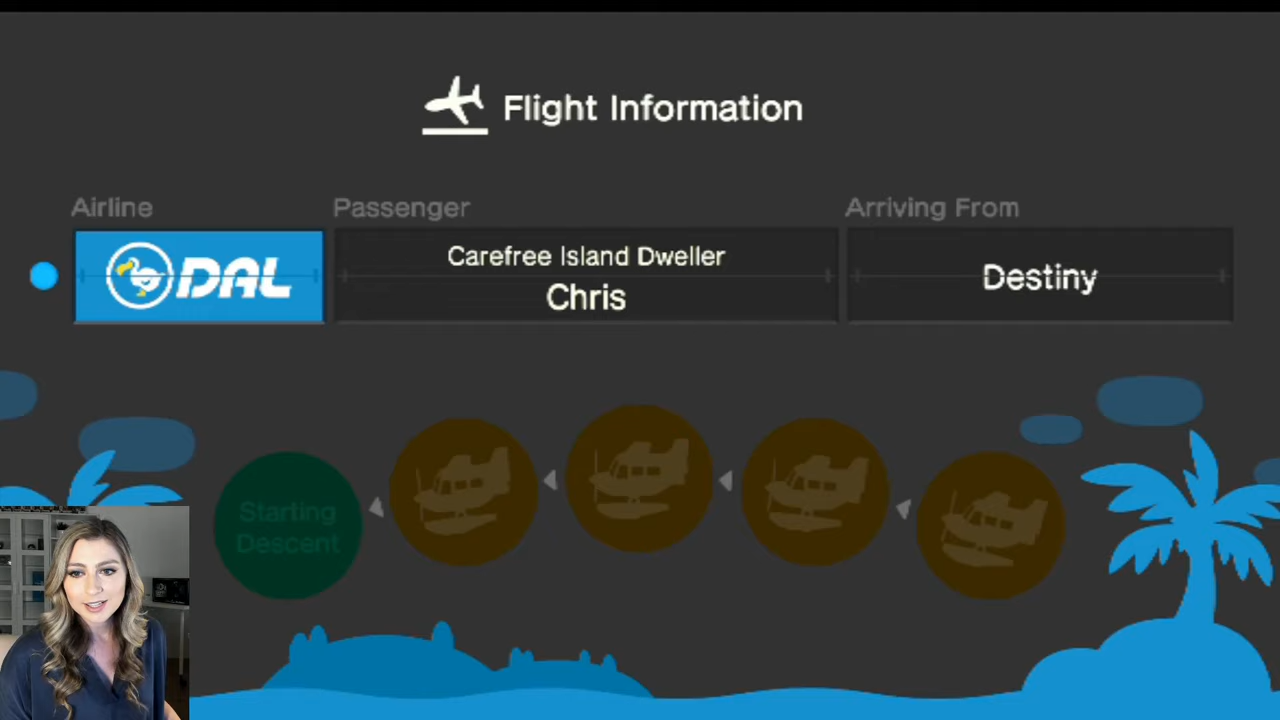 Flight Information
Airline
Passenger
Arriving From
DAL
Carefree Island Dweller
Chris
Destiny
Starting
Descent